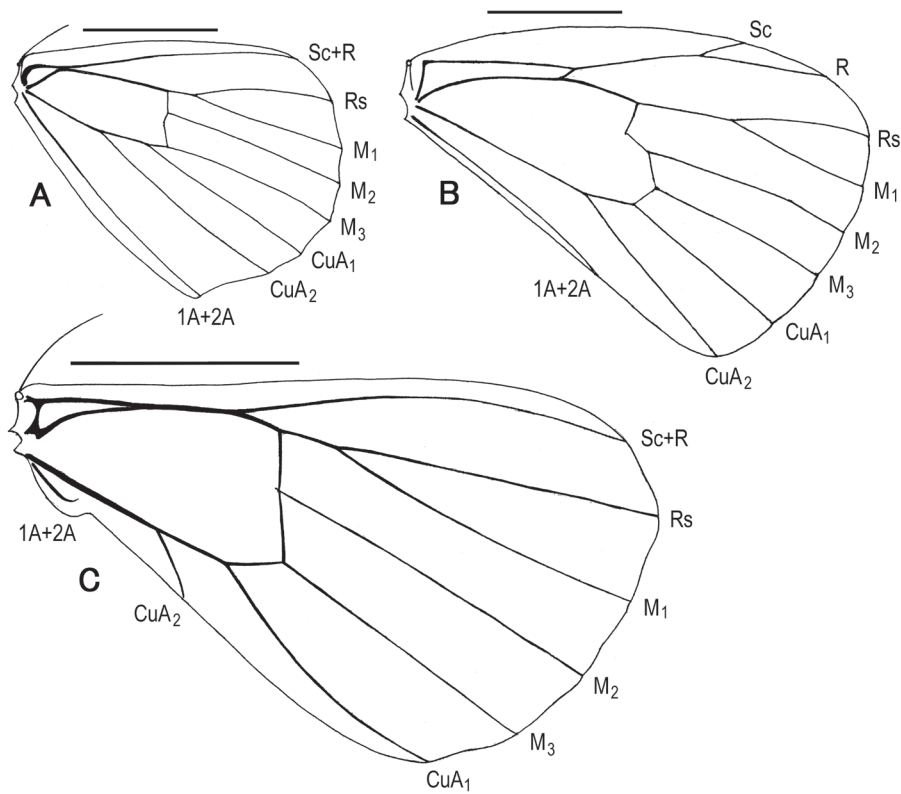 Sc+R
Rs
M1
M2
M3
CuA1
CuA2
1A+2A
A
Sc
R
Rs
M1
M2
M3
CuA1
CuA2
1A+2A
B
Sc+R
Rs
M1
M2
M3
CuA1
CuA2
1A+2A
C